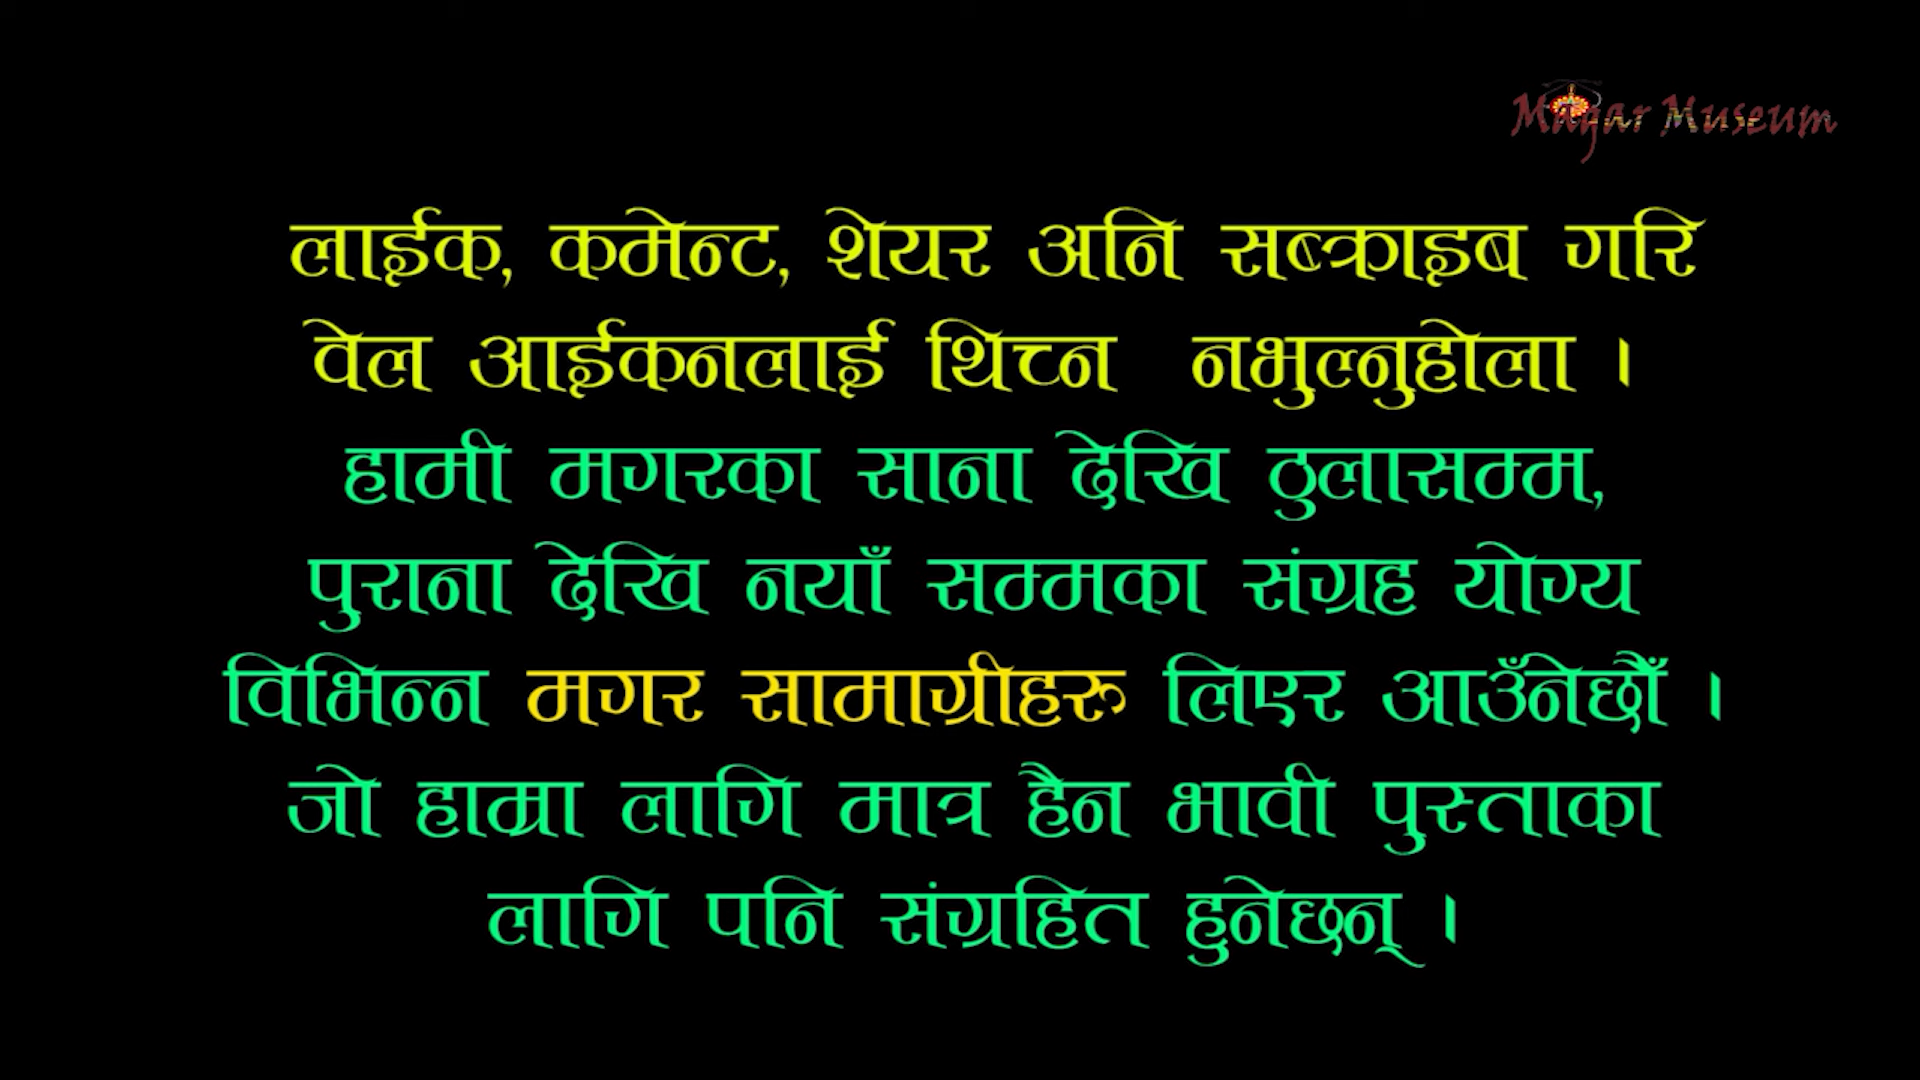 Magar Museum
लाईक, कमेन्ट, शेयर अनि सब्क्राइब गरि
वेल आईकनलाई थिच्न नभुल्नुहोला ।
हामी मगरका साना देखि ठुलासम्म,
पुराना देखि नयाँ सम्मका संग्रह योग्य
विभिन्न मगर सामाग्रीहरु लिएर आउँनेछौं ।
जो हाम्रा लागि मात्र हैन भावी पुस्ताका
लागि पनि संग्रहित हुनेछन् ।